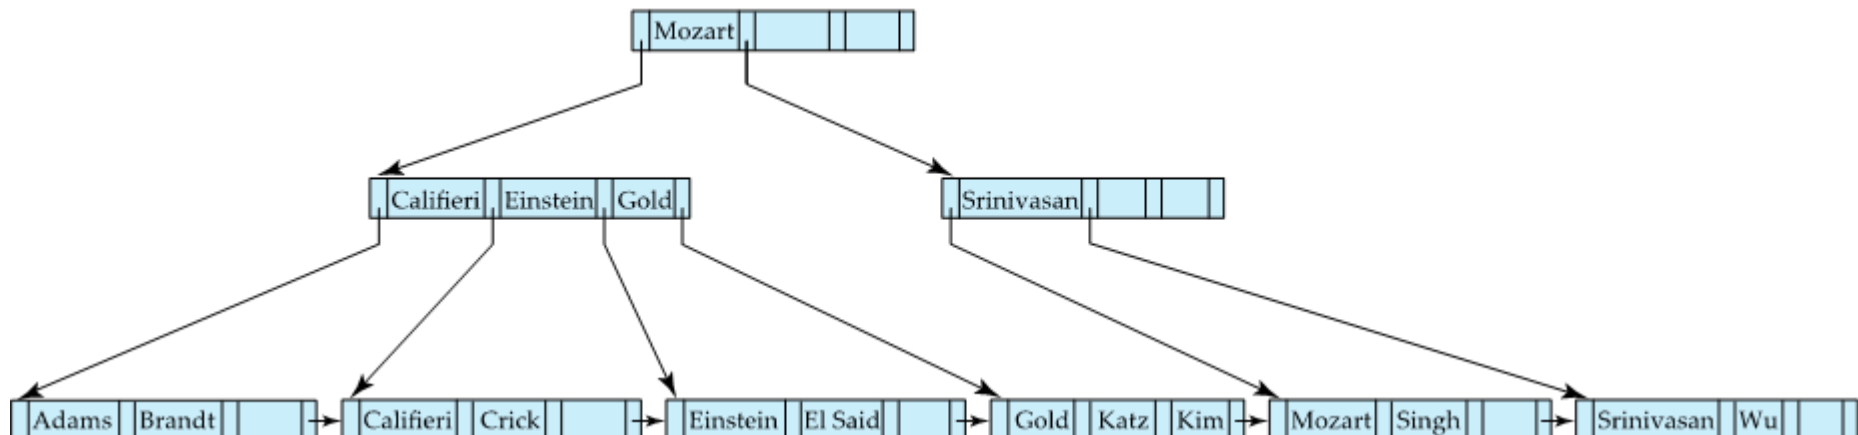 Mozart
Califieri Einstein Gold Srinivasan
Adams Brandt Califieri Crick Einstein El Said Gold Katz Kim Mozart Singh Srinivasan Wu